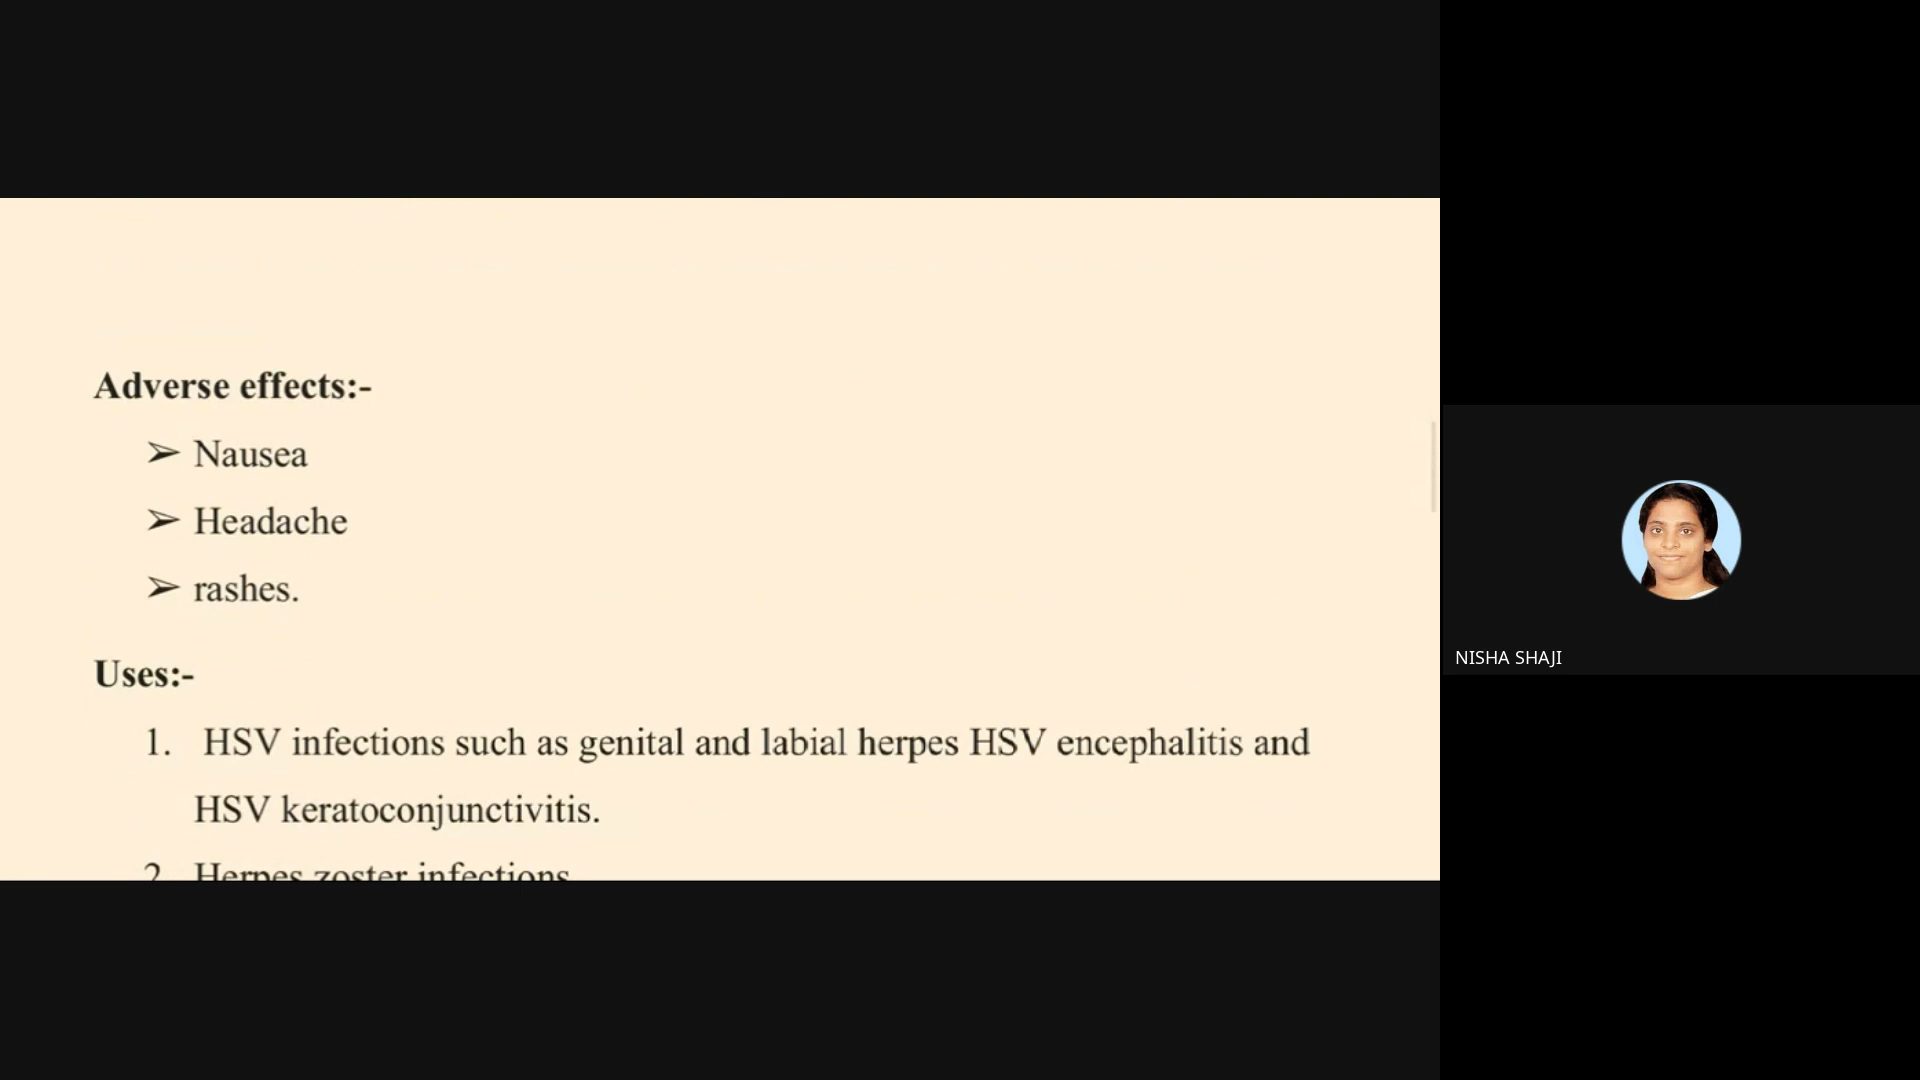 Adverse effects:-
➢ Nausea
➢ Headache
➢ rashes.
Uses:-
1. HSV infections such as genital and labial herpes HSV encephalitis and
HSV keratoconjunctivitis.
2. Herpes zoster infections
NISHA SHAJI